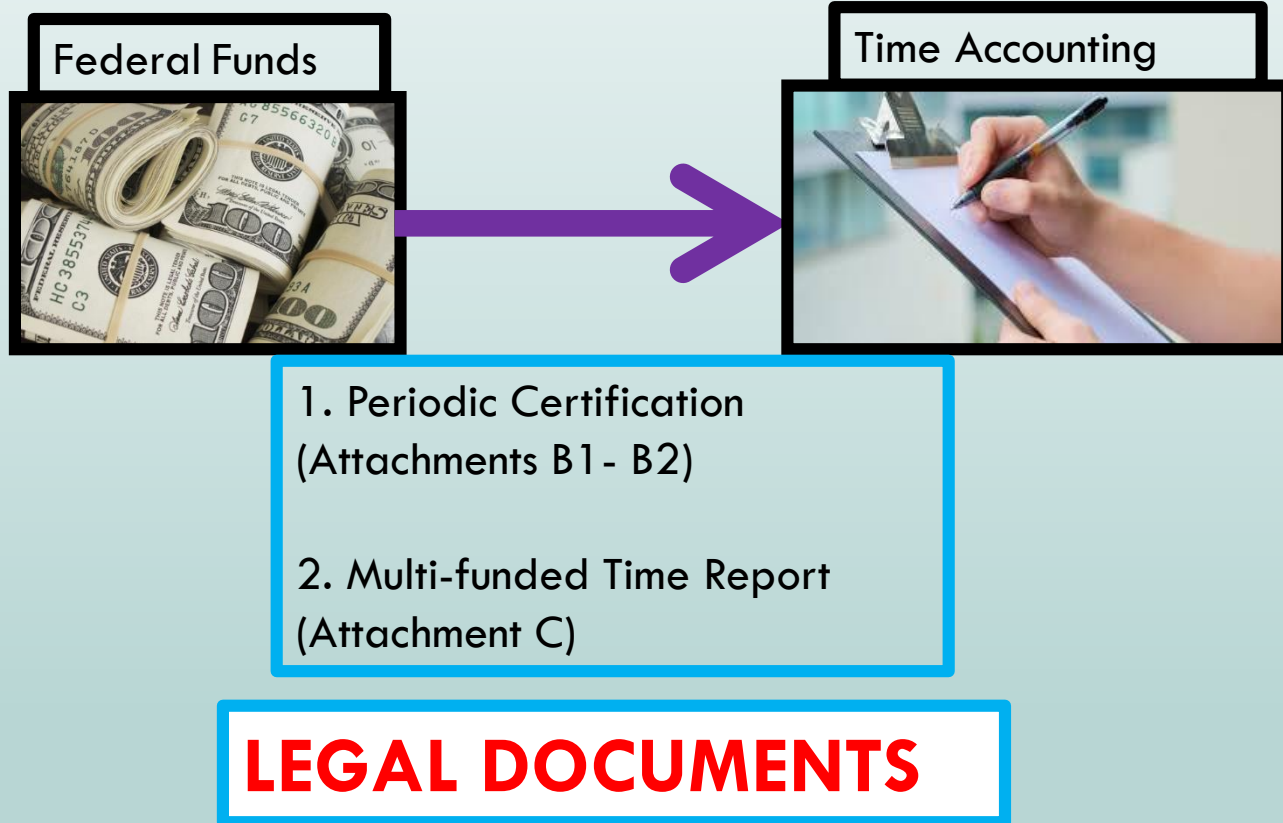 Federal Funds
Time Accounting
1. Periodic Certification
(Attachments B1- B2)
2. Multi-funded Time Report
(Attachment C)
LEGAL DOCUMENTS